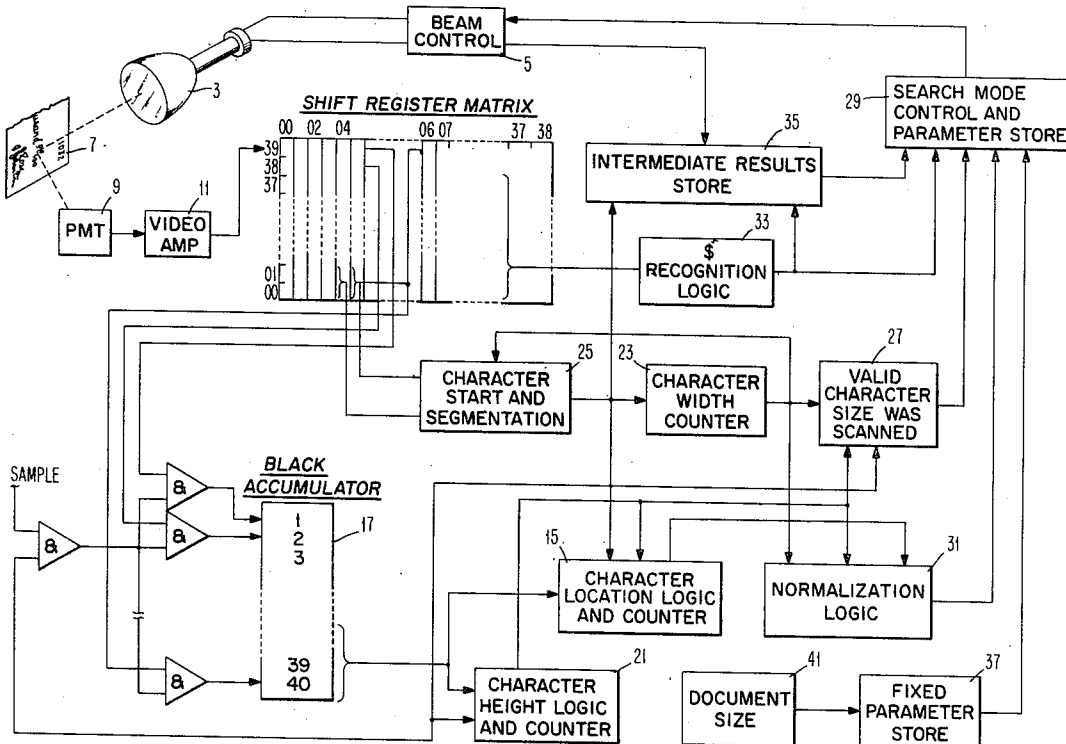 BEAM
CONTROL
5
3
SHIFT REGISTER MATRIX
00 02 04 06 07 37 38
39
38
37
01
00
7
9
PMT
11
VIDEO
AMP
35
INTERMEDIATE RESULTS
STORE
29
SEARCH MODE
CONTROL AND
PARAMETER STORE
33
$
RECOGNITION
LOGIC
25
CHARACTER
START AND
SEGMENTATION
23
CHARACTER
WIDTH
COUNTER
27
VALID
CHARACTER
SIZE WAS
SCANNED
SAMPLE
&
&
&
&
BLACK
ACCUMULATOR
17
1
2
3
39
40
15
CHARACTER
LOCATION LOGIC
AND COUNTER
31
NORMALIZATION
LOGIC
21
CHARACTER
HEIGHT LOGIC
AND COUNTER
41
DOCUMENT
SIZE
37
FIXED
PARAMETER
STORE